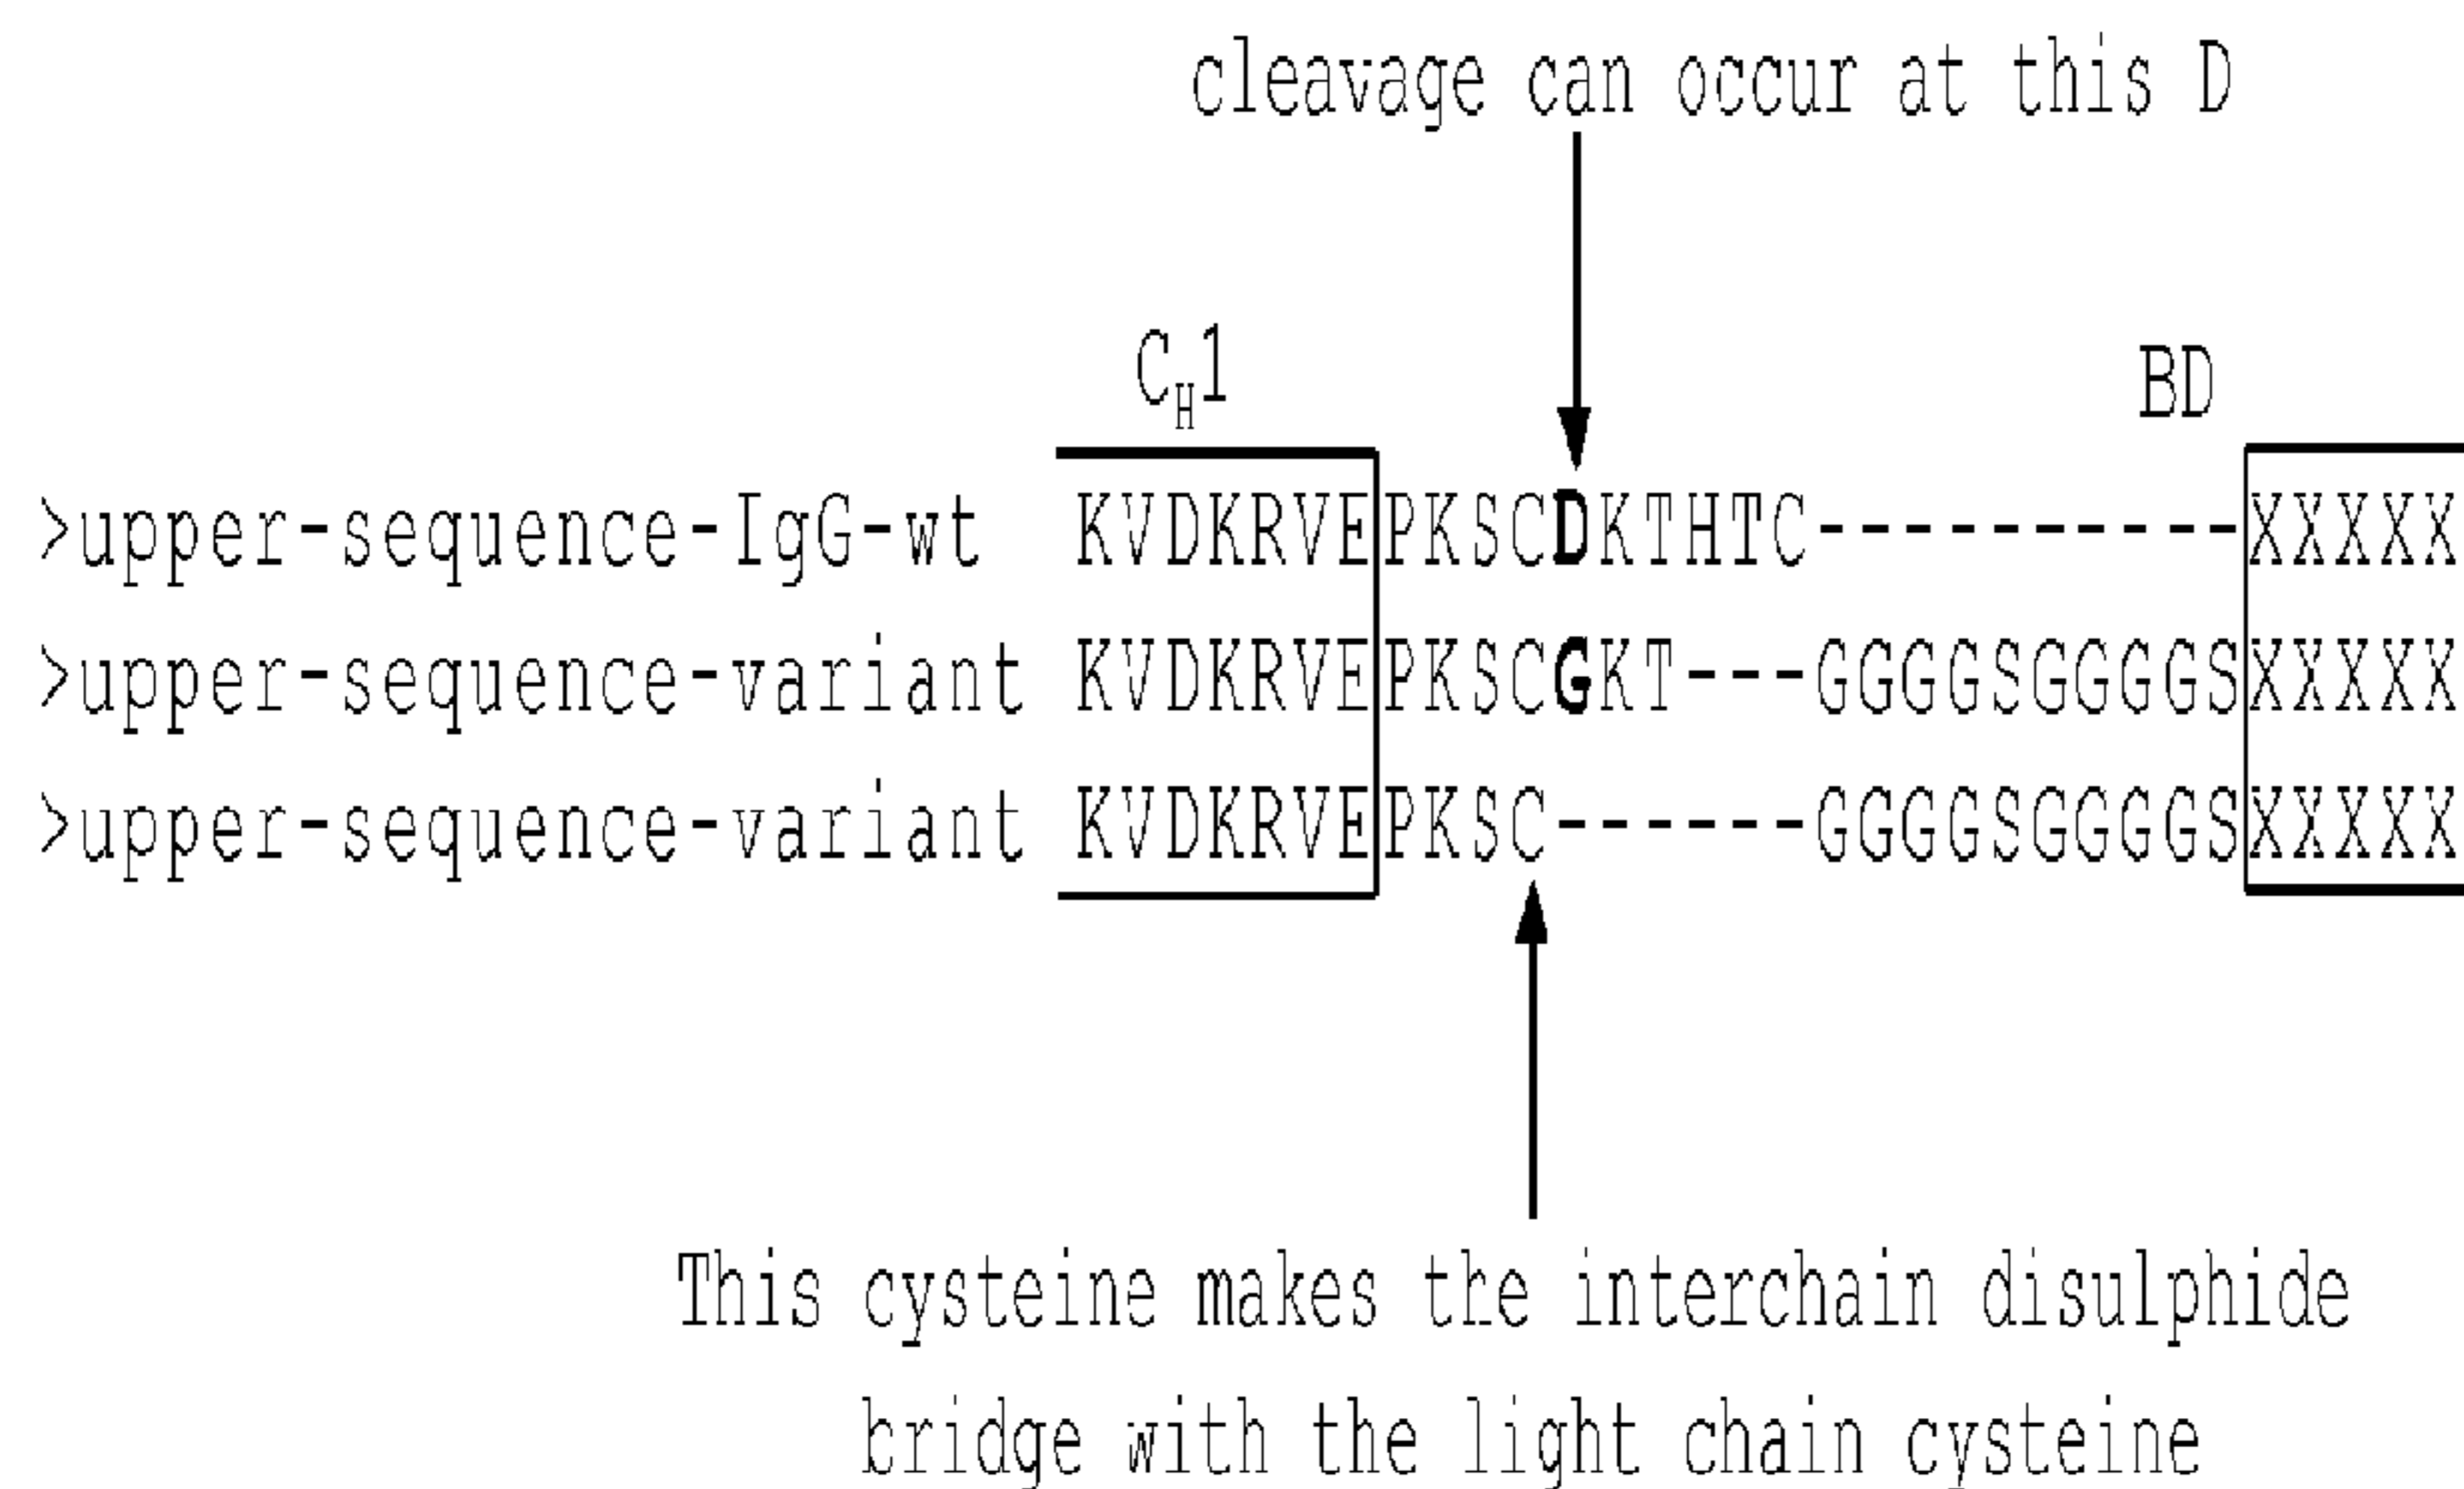 cleavage can occur at this D
CH1
BD
>upper-sequence-IgG-wt KVDKRVEPKSCDKTHTC----------XXXXX
>upper-sequence-variant KVDKRVEPKSCGKT---GGGGSGGGGSXXXXX
>upper-sequence-variant KVDKRVEPKSC------GGGGSGGGGSXXXXX
This cysteine makes the interchain disulphide
bridge with the light chain cysteine